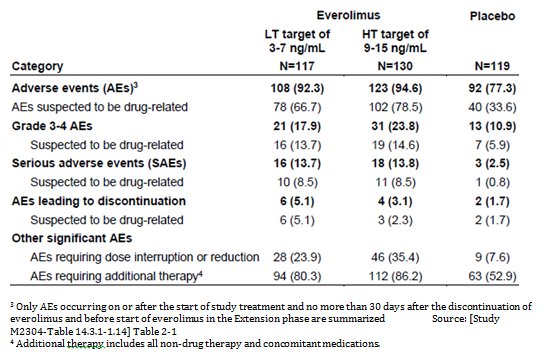 Everolimus Placebo
LT target of HT target of
3-7 ng/mL 9-15 ng/mL
Category N=117 N=130 N=119
Adverse events (AEs)3 108 (92.3) 123 (94.6) 92 (77.3)
AEs suspected to be drug-related 78 (66.7) 102 (78.5) 40 (33.6)
Grade 3-4 AEs 21 (17.9) 31 (23.8) 13 (10.9)
Suspected to be drug-related 16 (13.7) 19 (14.6) 7 (5.9)
Serious adverse events (SAEs) 16 (13.7) 18 (13.8) 3 (2.5)
Suspected to be drug-related 10 (8.5) 11 (8.5) 1 (0.8)
AEs leading to discontinuation 6 (5.1) 4 (3.1) 2 (1.7)
Suspected to be drug-related 6 (5.1) 3 (2.3) 2 (1.7)
Other significant AEs
AEs requiring dose interruption or reduction 28 (23.9) 46 (35.4) 9 (7.6)
AEs requiring additional therapy4 94 (80.3) 112 (86.2) 63 (52.9)
3 Only AEs occurring on or after the start of study treatment and no more than 30 days after the discontinuation of
everolimus and before start of everolimus in the Extension phase are summarized Source: [Study
M2304-Table 14.3.1-1.14] Table 2-1
4 Additional therapy includes all non-drug therapy and concomitant medications.